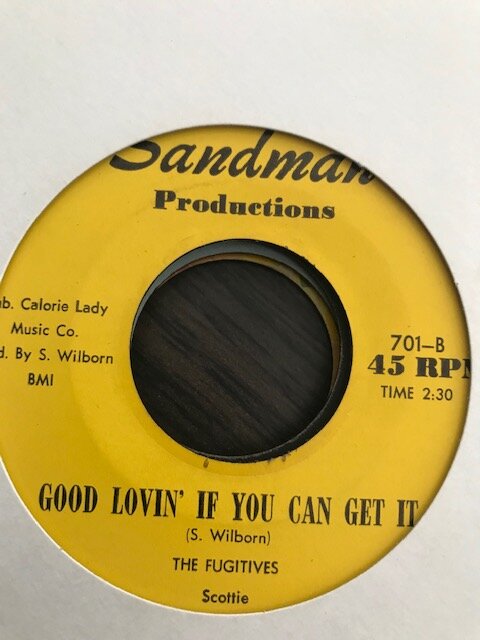 Sandman
Productions
b. Calorie Lady
Music Co.
d. By S. Wilborn
BMI
701-B
45 RPM
TIME 2:30
GOOD LOVIN' IF YOU CAN GET IT
(S. Wilborn)
THE FUGITIVES
Scottie